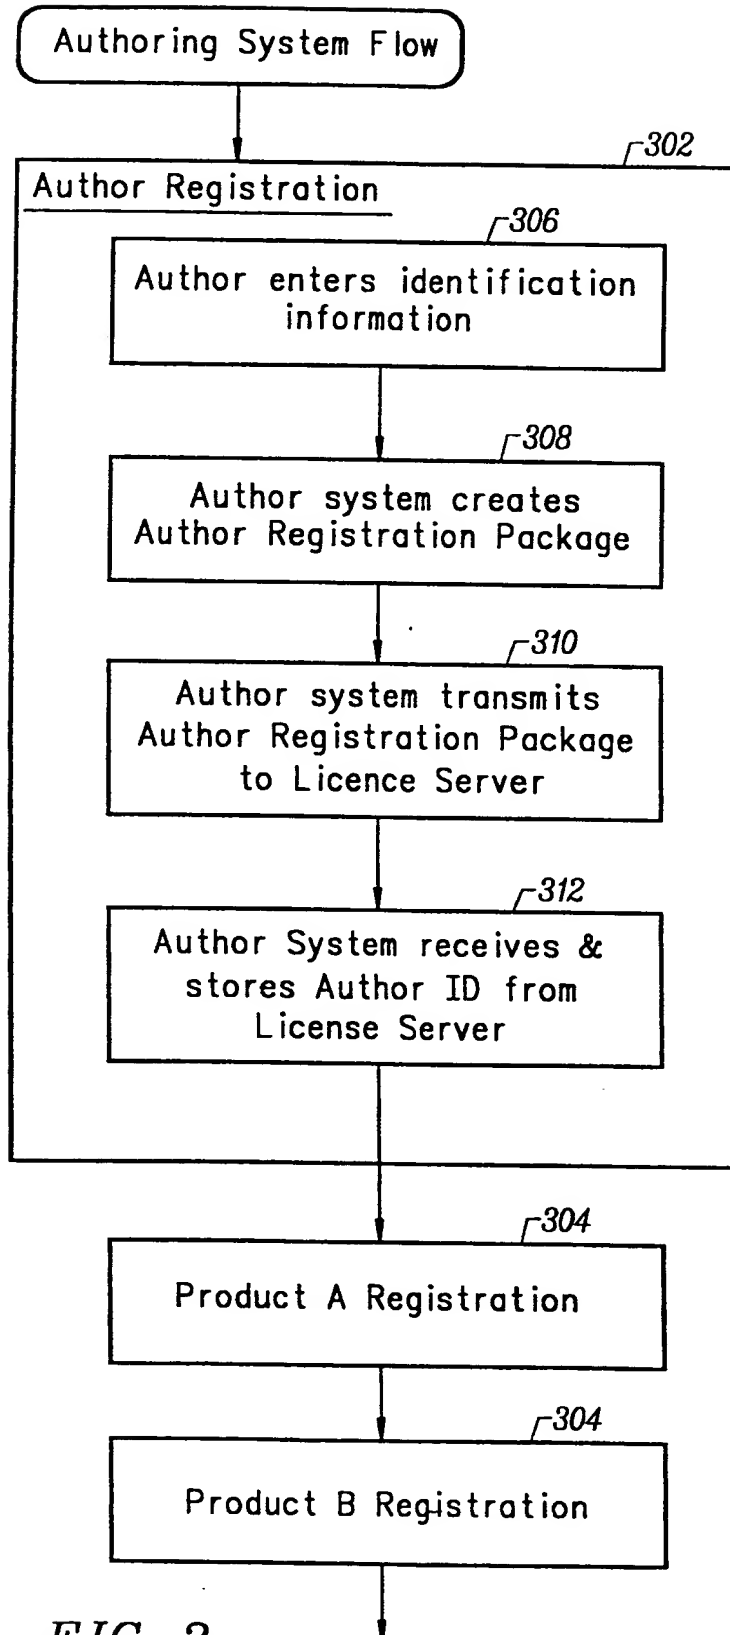 Authoring System Flow
302
Author Registration
306
Author enters identification
information
308
Author system creates
Author Registration Package
310
Author system transmits
Author Registration Package
to Licence Server
312
Author System receives &
stores Author ID from
License Server
304
Product A Registration
304
Product B Registration